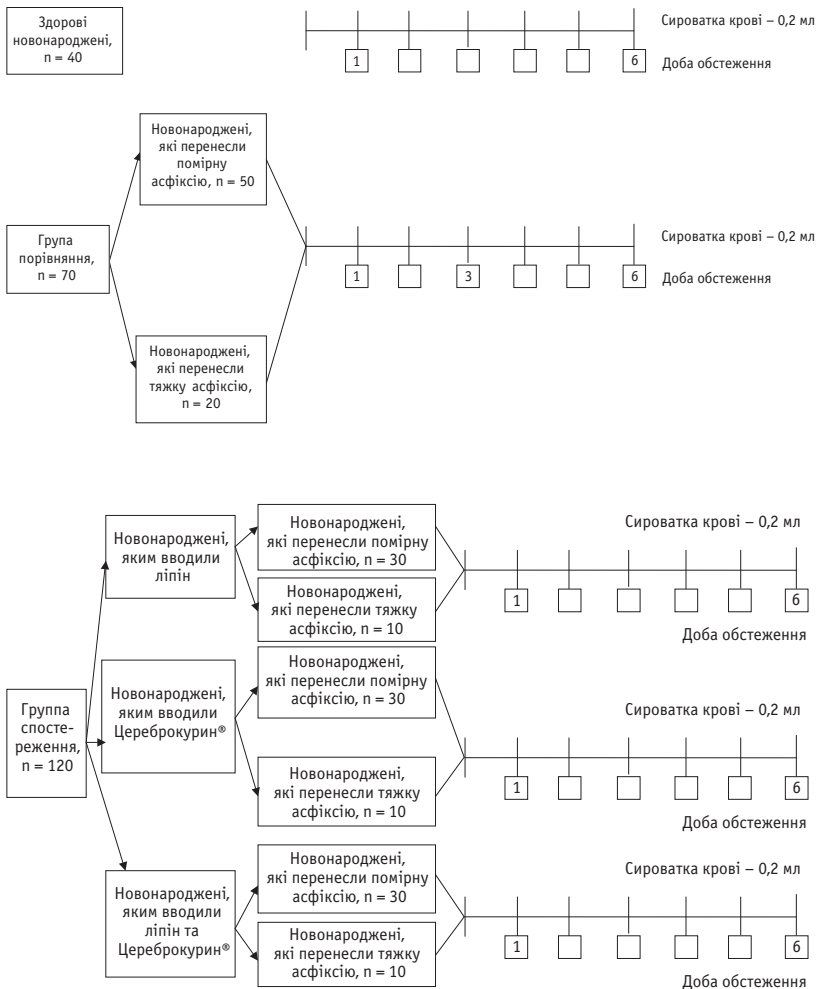 Здорові
новонароджені,
n = 40
Сироватка крові – 0,2 мл
1
6
Доба обстеження
Новонароджені,
які перенесли
помірну
асфіксію, n = 50
Група
порівняння,
n = 70
Сироватка крові – 0,2 мл
1
3
6
Доба обстеження
Новонароджені,
які перенесли
тяжку асфіксію,
n = 20
Новонароджені,
яким вводили
ліпін
Новонароджені,
які перенесли помірну
асфіксію, n = 30
Новонароджені,
які перенесли тяжку
асфіксію, n = 10
Сироватка крові – 0,2 мл
1
6
Доба обстеження
Группа
спосте-
реження,
n = 120
Новонароджені,
яким вводили
Цереброкурин®
Новонароджені,
які перенесли помірну
асфіксію, n = 30
Новонароджені,
які перенесли тяжку
асфіксію, n = 10
Сироватка крові – 0,2 мл
1
6
Доба обстеження
Новонароджені,
яким вводили
ліпін та
Цереброкурин®
Новонароджені,
які перенесли помірну
асфіксію, n = 30
Новонароджені,
які перенесли тяжку
асфіксію, n = 10
Сироватка крові – 0,2 мл
1
6
Доба обстеження